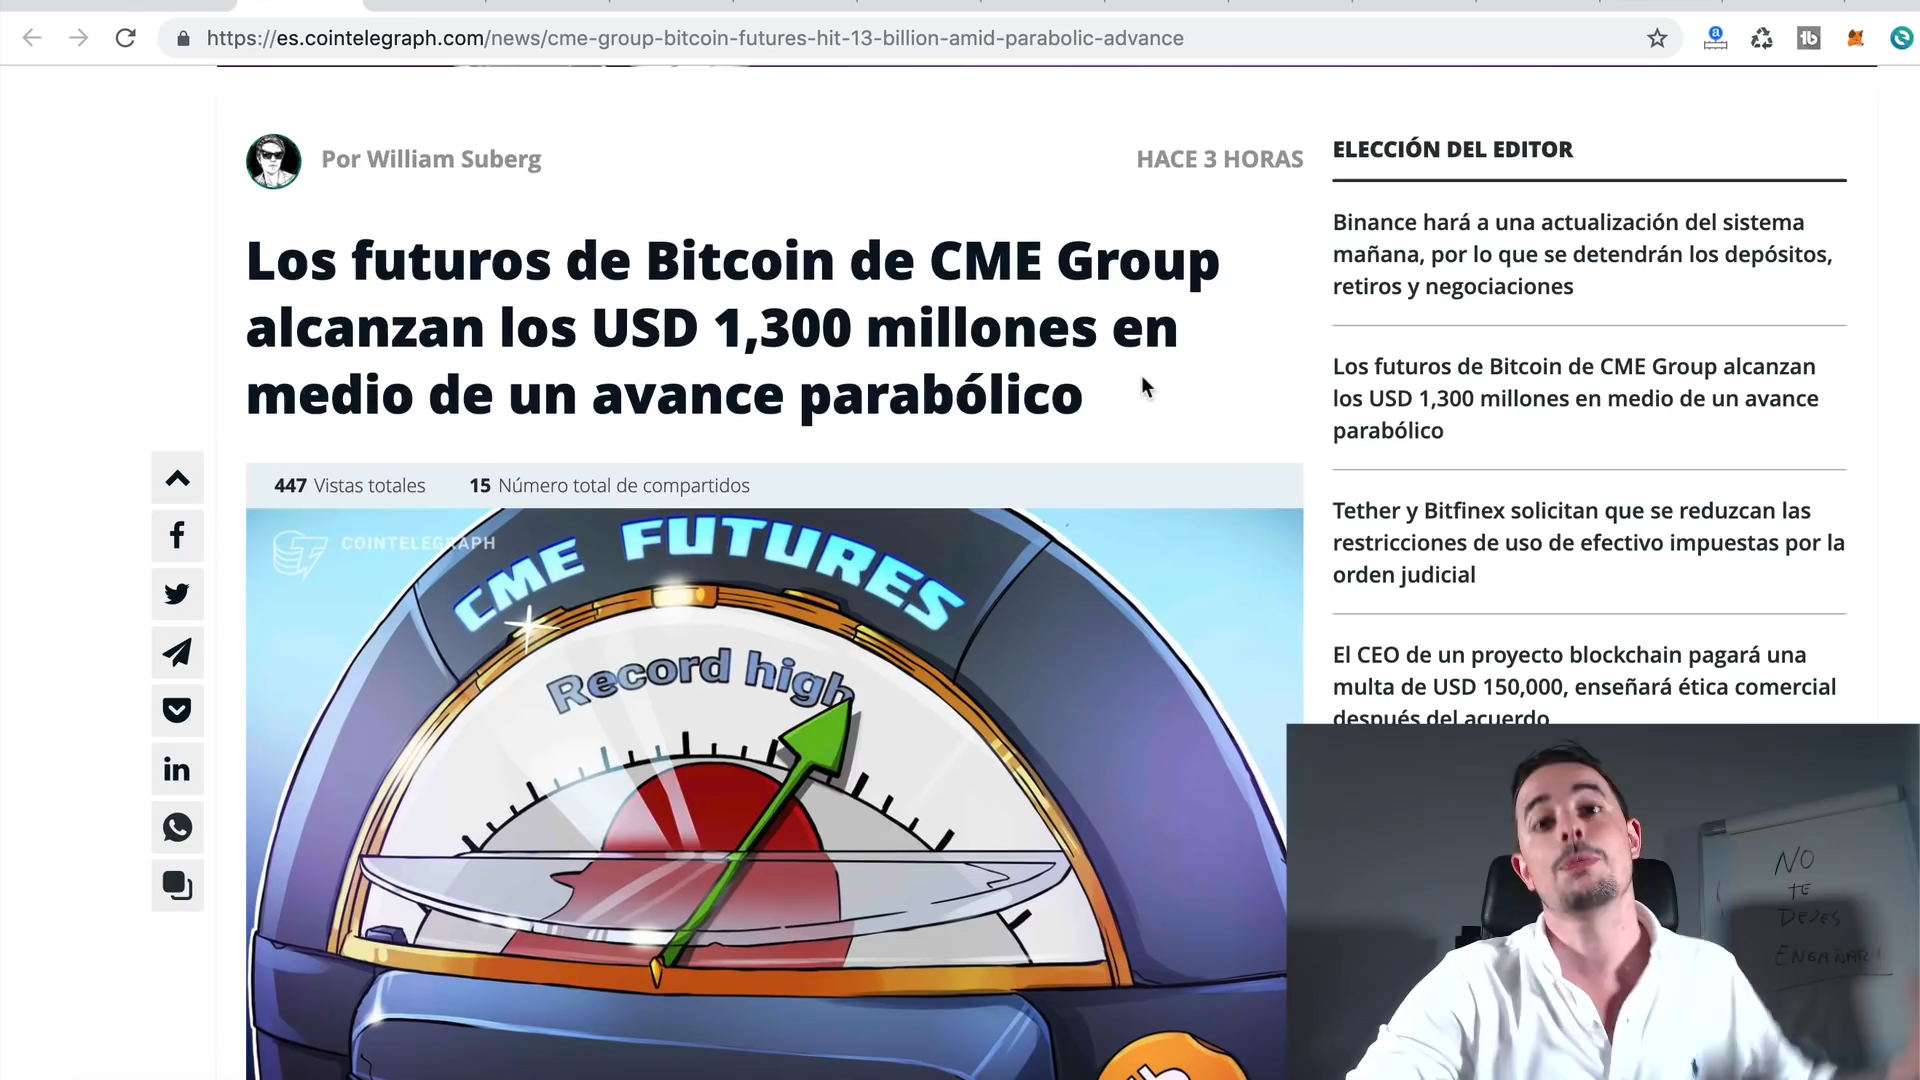 https://es.cointelegraph.com/news/cme-group-bitcoin-futures-hit-13-billion-amid-parabolic-advance
Por William Suberg
HACE 3 HORAS
Los futuros de Bitcoin de CME Group
alcanzan los USD 1,300 millones en
medio de un avance parabólico
447 Vistas totales
15 Número total de compartidos
COINTELEGRAPH
CME FUTURES
Record high
ELECCIÓN DEL EDITOR
Binance hará a una actualización del sistema
mañana, por lo que se detendrán los depósitos,
retiros y negociaciones
Los futuros de Bitcoin de CME Group alcanzan
los USD 1,300 millones en medio de un avance
parabólico
Tether y Bitfinex solicitan que se reduzcan las
restricciones de uso de efectivo impuestas por la
orden judicial
El CEO de un proyecto blockchain pagará una
multa de USD 150,000, enseñará ética comercial
después del acuerdo
NO
TE
DEJES
ENGAÑAR!